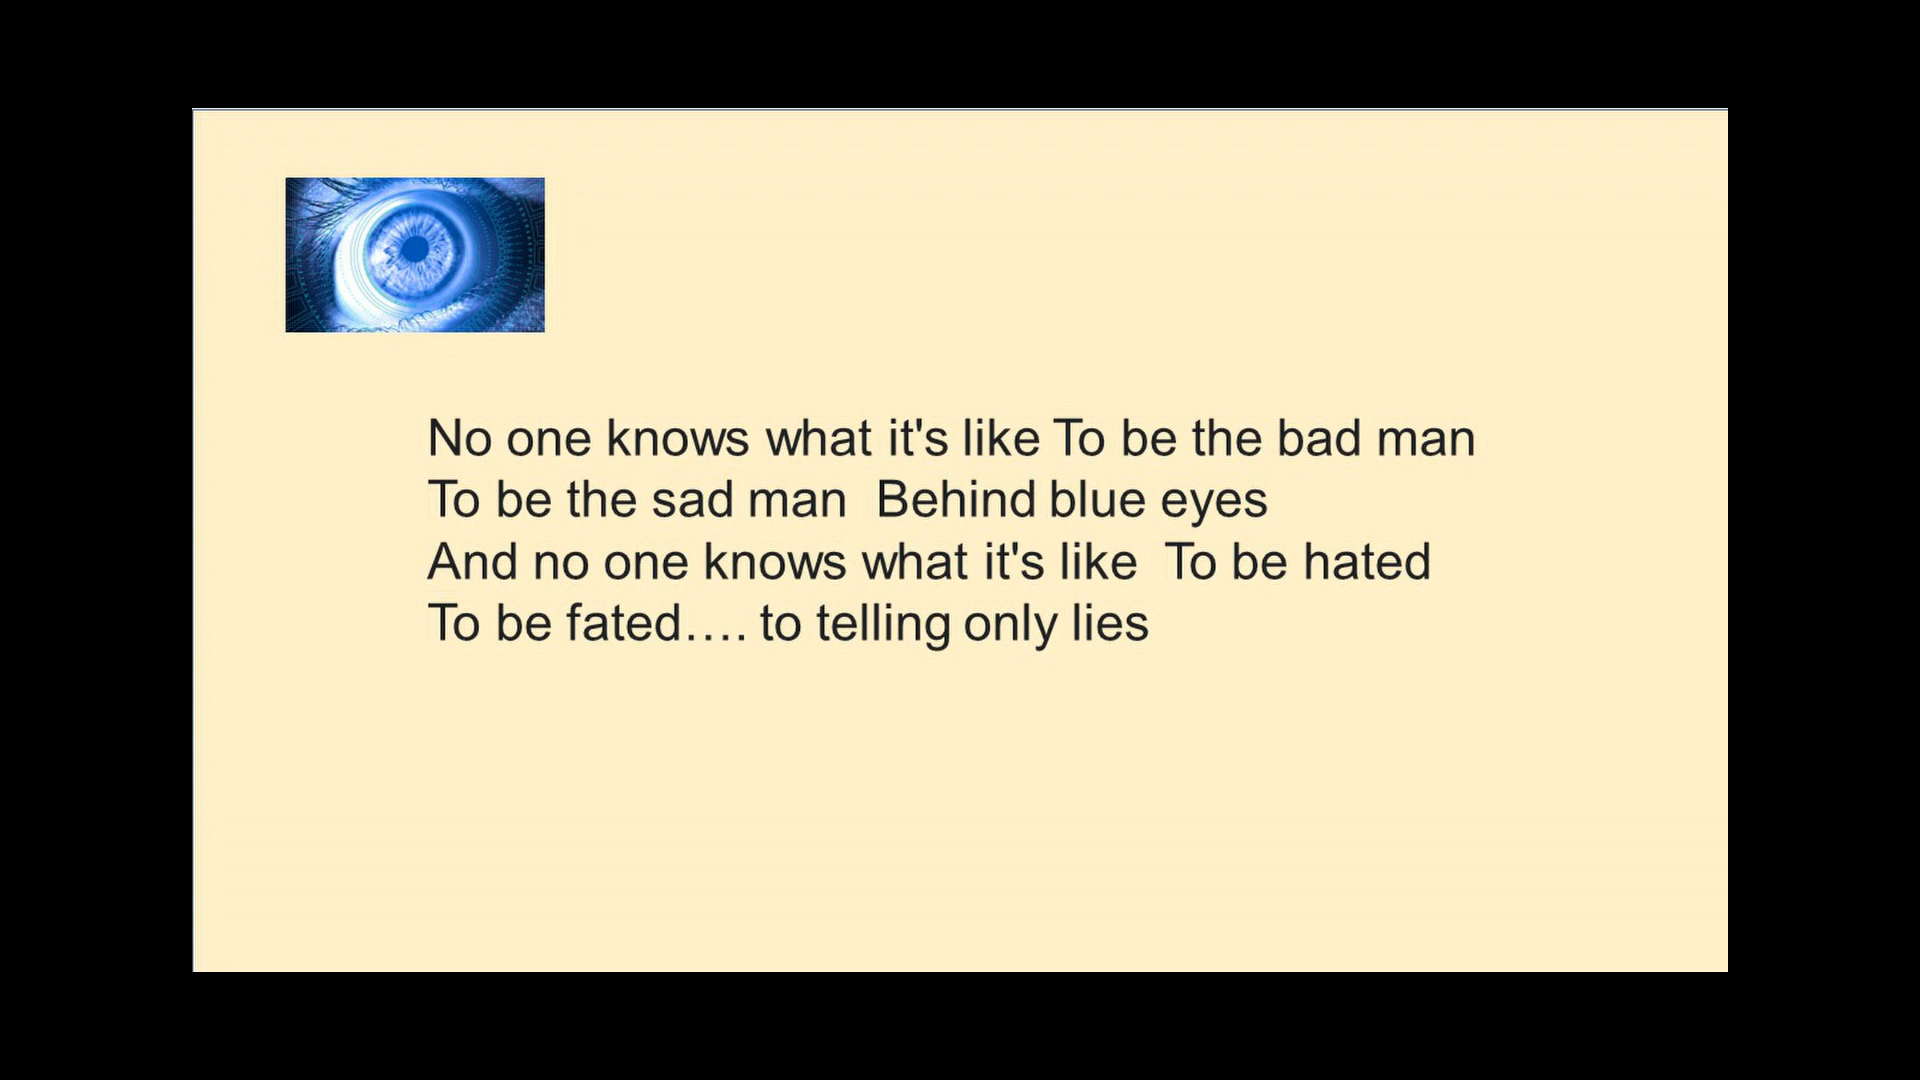 No one knows what it's like To be the bad man
To be the sad man  Behind blue eyes
And no one knows what it's like  To be hated
To be fated…. to telling only lies